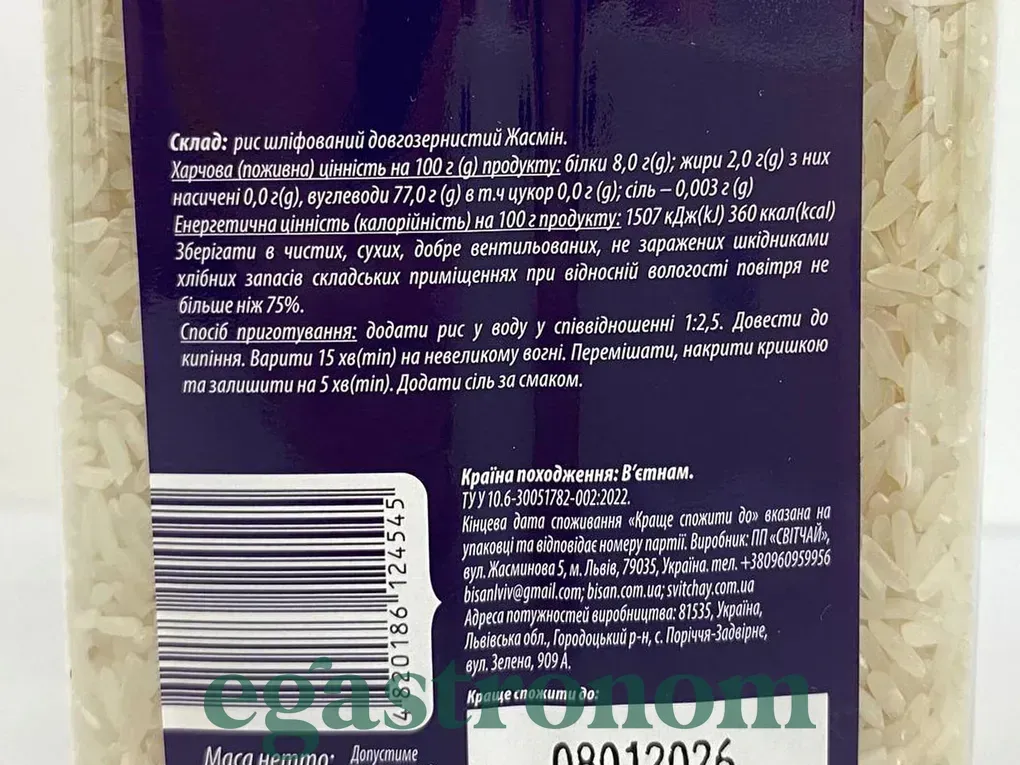 Склад: рис шліфований довгозернистий Жасмін.
Харчова (поживна) цінність на 100 г (g) продукту: білки 8,0 г(g); жири 2,0 г(g) з них
насичені 0,0 г(g), вуглеводи 77,0 г (g) в т.ч цукор 0,0 г (g); сіль – 0,003 г (g)
Енергетична цінність (калорійність) на 100 г продукту: 1507 кДж(kJ) 360 ккал(kcal)
Зберігати в чистих, сухих, добре вентильованих, не заражених шкідниками
хлібних запасів складських приміщеннях при відносній вологості повітря не
більше ніж 75%.
Спосіб приготування: додати рис у воду у співвідношенні 1:2,5. Довести до
кипіння. Варити 15 хв(min) на невеликому вогні. Перемішати, накрити кришкою
та залишити на 5 хв(min). Додати сіль за смаком.
Країна походження: В'єтнам.
ТУ У 10.6-30051782-002:2022.
Кінцева дата споживання «Краще спожити до» вказана на
упаковці та відповідає номеру партії. Виробник: ПП «СВІТЧАЙ»,
вул. Жасминова 5, м. Львів, 79035, Україна. тел. +380960959956
bisanlviv@gmail.com; bisan.com.ua; svitchay.com.ua
Адреса потужностей виробництва: 81535, Україна,
Львівська обл., Городоцький р-н, с. Поріччя-Задвірне,
вул. Зелена, 909 А.
Краще спожити до:
08012026
4 820186 124545
Маса нетто: Допустиме
egastronom